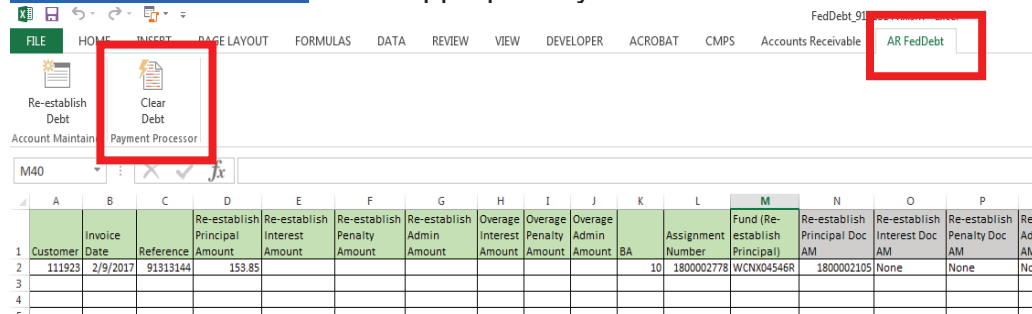 FedDebt_91
FILE HOME INSERT PAGE LAYOUT FORMULAS DATA REVIEW VIEW DEVELOPER ACROBAT CMPS Accounts Receivable AR FedDebt
Re-establish Debt
Clear Debt
Account Maintain Payment Processor
M40 fx
A B C D E F G H I J K L M N O P
1 Customer Invoice Date Reference Re-establish Principal Amount Re-establish Interest Amount Re-establish Penalty Amount Re-establish Admin Amount Overage Interest Amount Overage Penalty Amount Overage Admin Amount BA Assignment Number Fund (Re-establish Principal) Re-establish Principal Doc AM Re-establish Interest Doc AM Re-establish Penalty Doc AM
2 111923 2/9/2017 91313144 153.85 10 1800002778 WCNX04546R 1800002105 None None
3
4